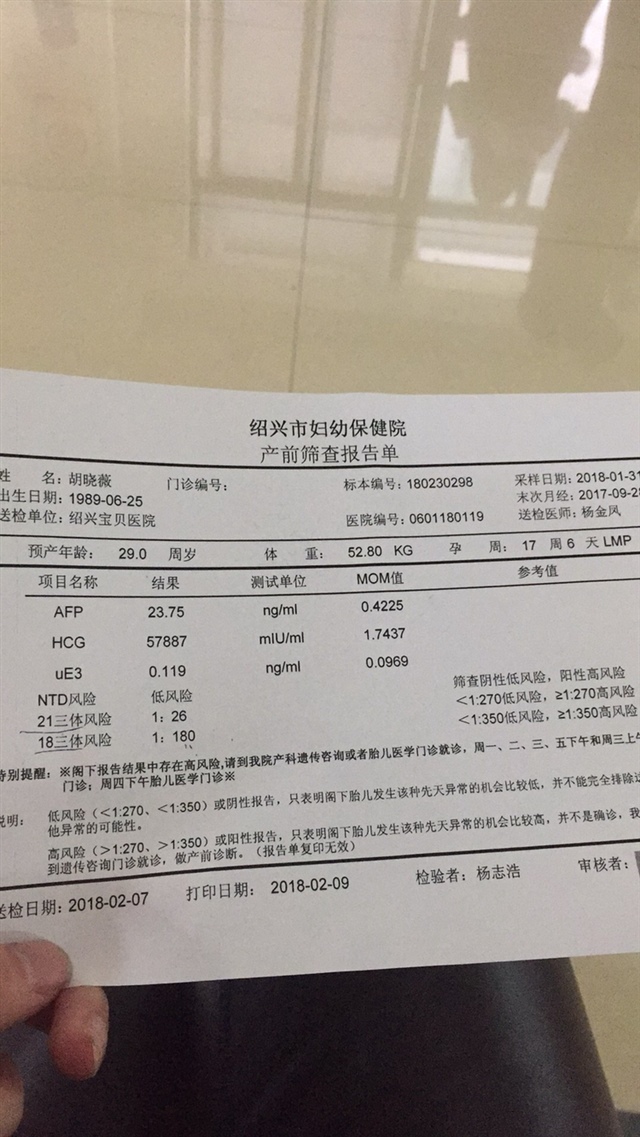 绍兴市妇幼保健院
产前筛查报告单
姓 名：胡晓薇 门诊编号： 标本编号：180230298 采样日期：2018-01-31
出生日期：1989-06-25 末次月经：2017-09-28
送检单位：绍兴宝贝医院 医院编号：0601180119 送检医师：杨金凤
预产年龄： 29.0 周岁 体 重： 52.80 KG 孕 周： 17 周 6 天 LMP
项目名称 结果 测试单位 MOM值 参考值
AFP 23.75 ng/ml 0.4225
HCG 57887 mIU/ml 1.7437
uE3 0.119 ng/ml 0.0969
NTD风险 低风险 筛查阴性低风险，阳性高风险
21三体风险 1：26 <1:270低风险，≥1:270高风险
18三体风险 1：180 <1:350低风险，≥1:350高风险
特别提醒：※阁下报告结果中存在高风险,请到我院产科遗传咨询或者胎儿医学门诊就诊，周一、二、三、五下午和周三上午
门诊；周四下午胎儿医学门诊※
说明： 低风险（<1:270、<1:350）或阴性报告，只表明阁下胎儿发生该种先天异常的机会比较低，并不能完全排除
他异常的可能性。
高风险（>1:270、>1:350）或阳性报告，只表明阁下胎儿发生该种先天异常的机会比较高，并不是确诊，我
到遗传咨询门诊就诊，做产前诊断。（报告单复印无效）
送检日期：2018-02-07 打印日期： 2018-02-09 检验者：杨志浩 审核者：